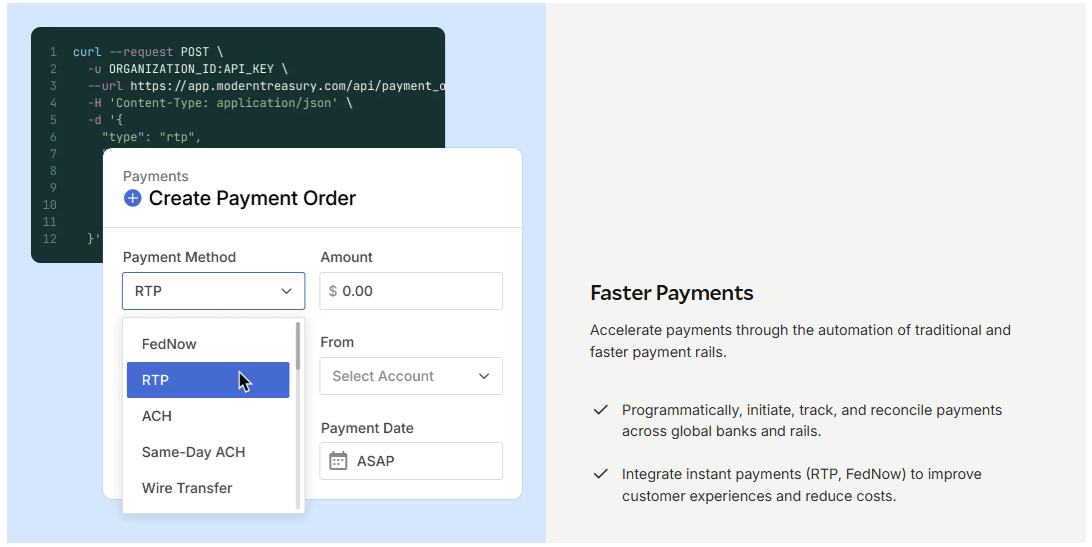 1 curl --request POST \
2 -u ORGANIZATION_ID:API_KEY \
3 --url https://app.moderntreasury.com/api/payment_o
4 -H 'Content-Type: application/json' \
5 -d '{
6 "type": "rtp",
7 "
8
9
10
11
12 }'
Payments
Create Payment Order
Payment Method
RTP
FedNow
RTP
ACH
Same-Day ACH
Wire Transfer
Amount
$ 0.00
From
Select Account
Payment Date
ASAP
Faster Payments
Accelerate payments through the automation of traditional and
faster payment rails.
Programmatically, initiate, track, and reconcile payments
across global banks and rails.
Integrate instant payments (RTP, FedNow) to improve
customer experiences and reduce costs.